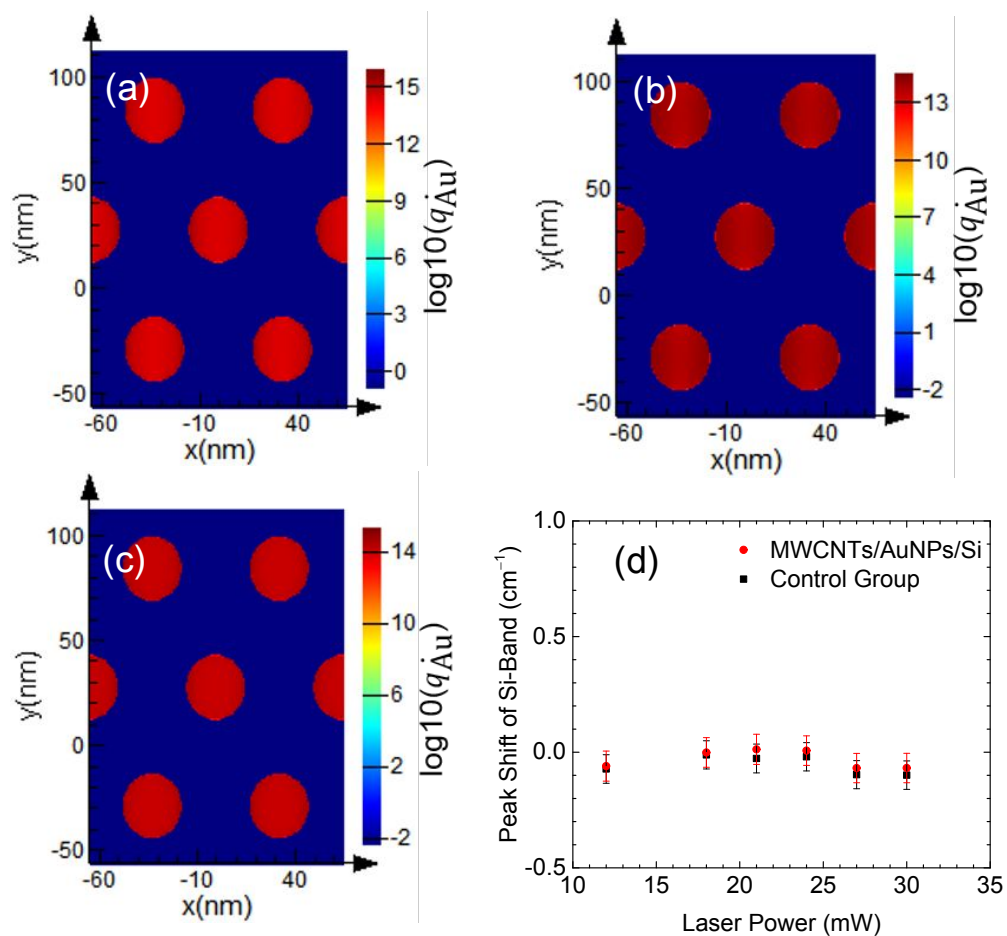 (a)
100
50
0
-50
y(nm)
-60
-10
40
x(nm)
15
12
9
6
3
0
log10(q̇Au)
(b)
100
50
0
-50
y(nm)
-60
-10
40
x(nm)
13
10
7
4
1
-2
log10(q̇Au)
(c)
100
50
0
-50
y(nm)
-60
-10
40
x(nm)
14
10
6
2
-2
log10(q̇Au)
(d)
MWCNTs/AuNPs/Si
Control Group
1.0
0.5
0.0
-0.5
Peak Shift of Si-Band (cm⁻¹)
10 15 20 25 30 35
Laser Power (mW)